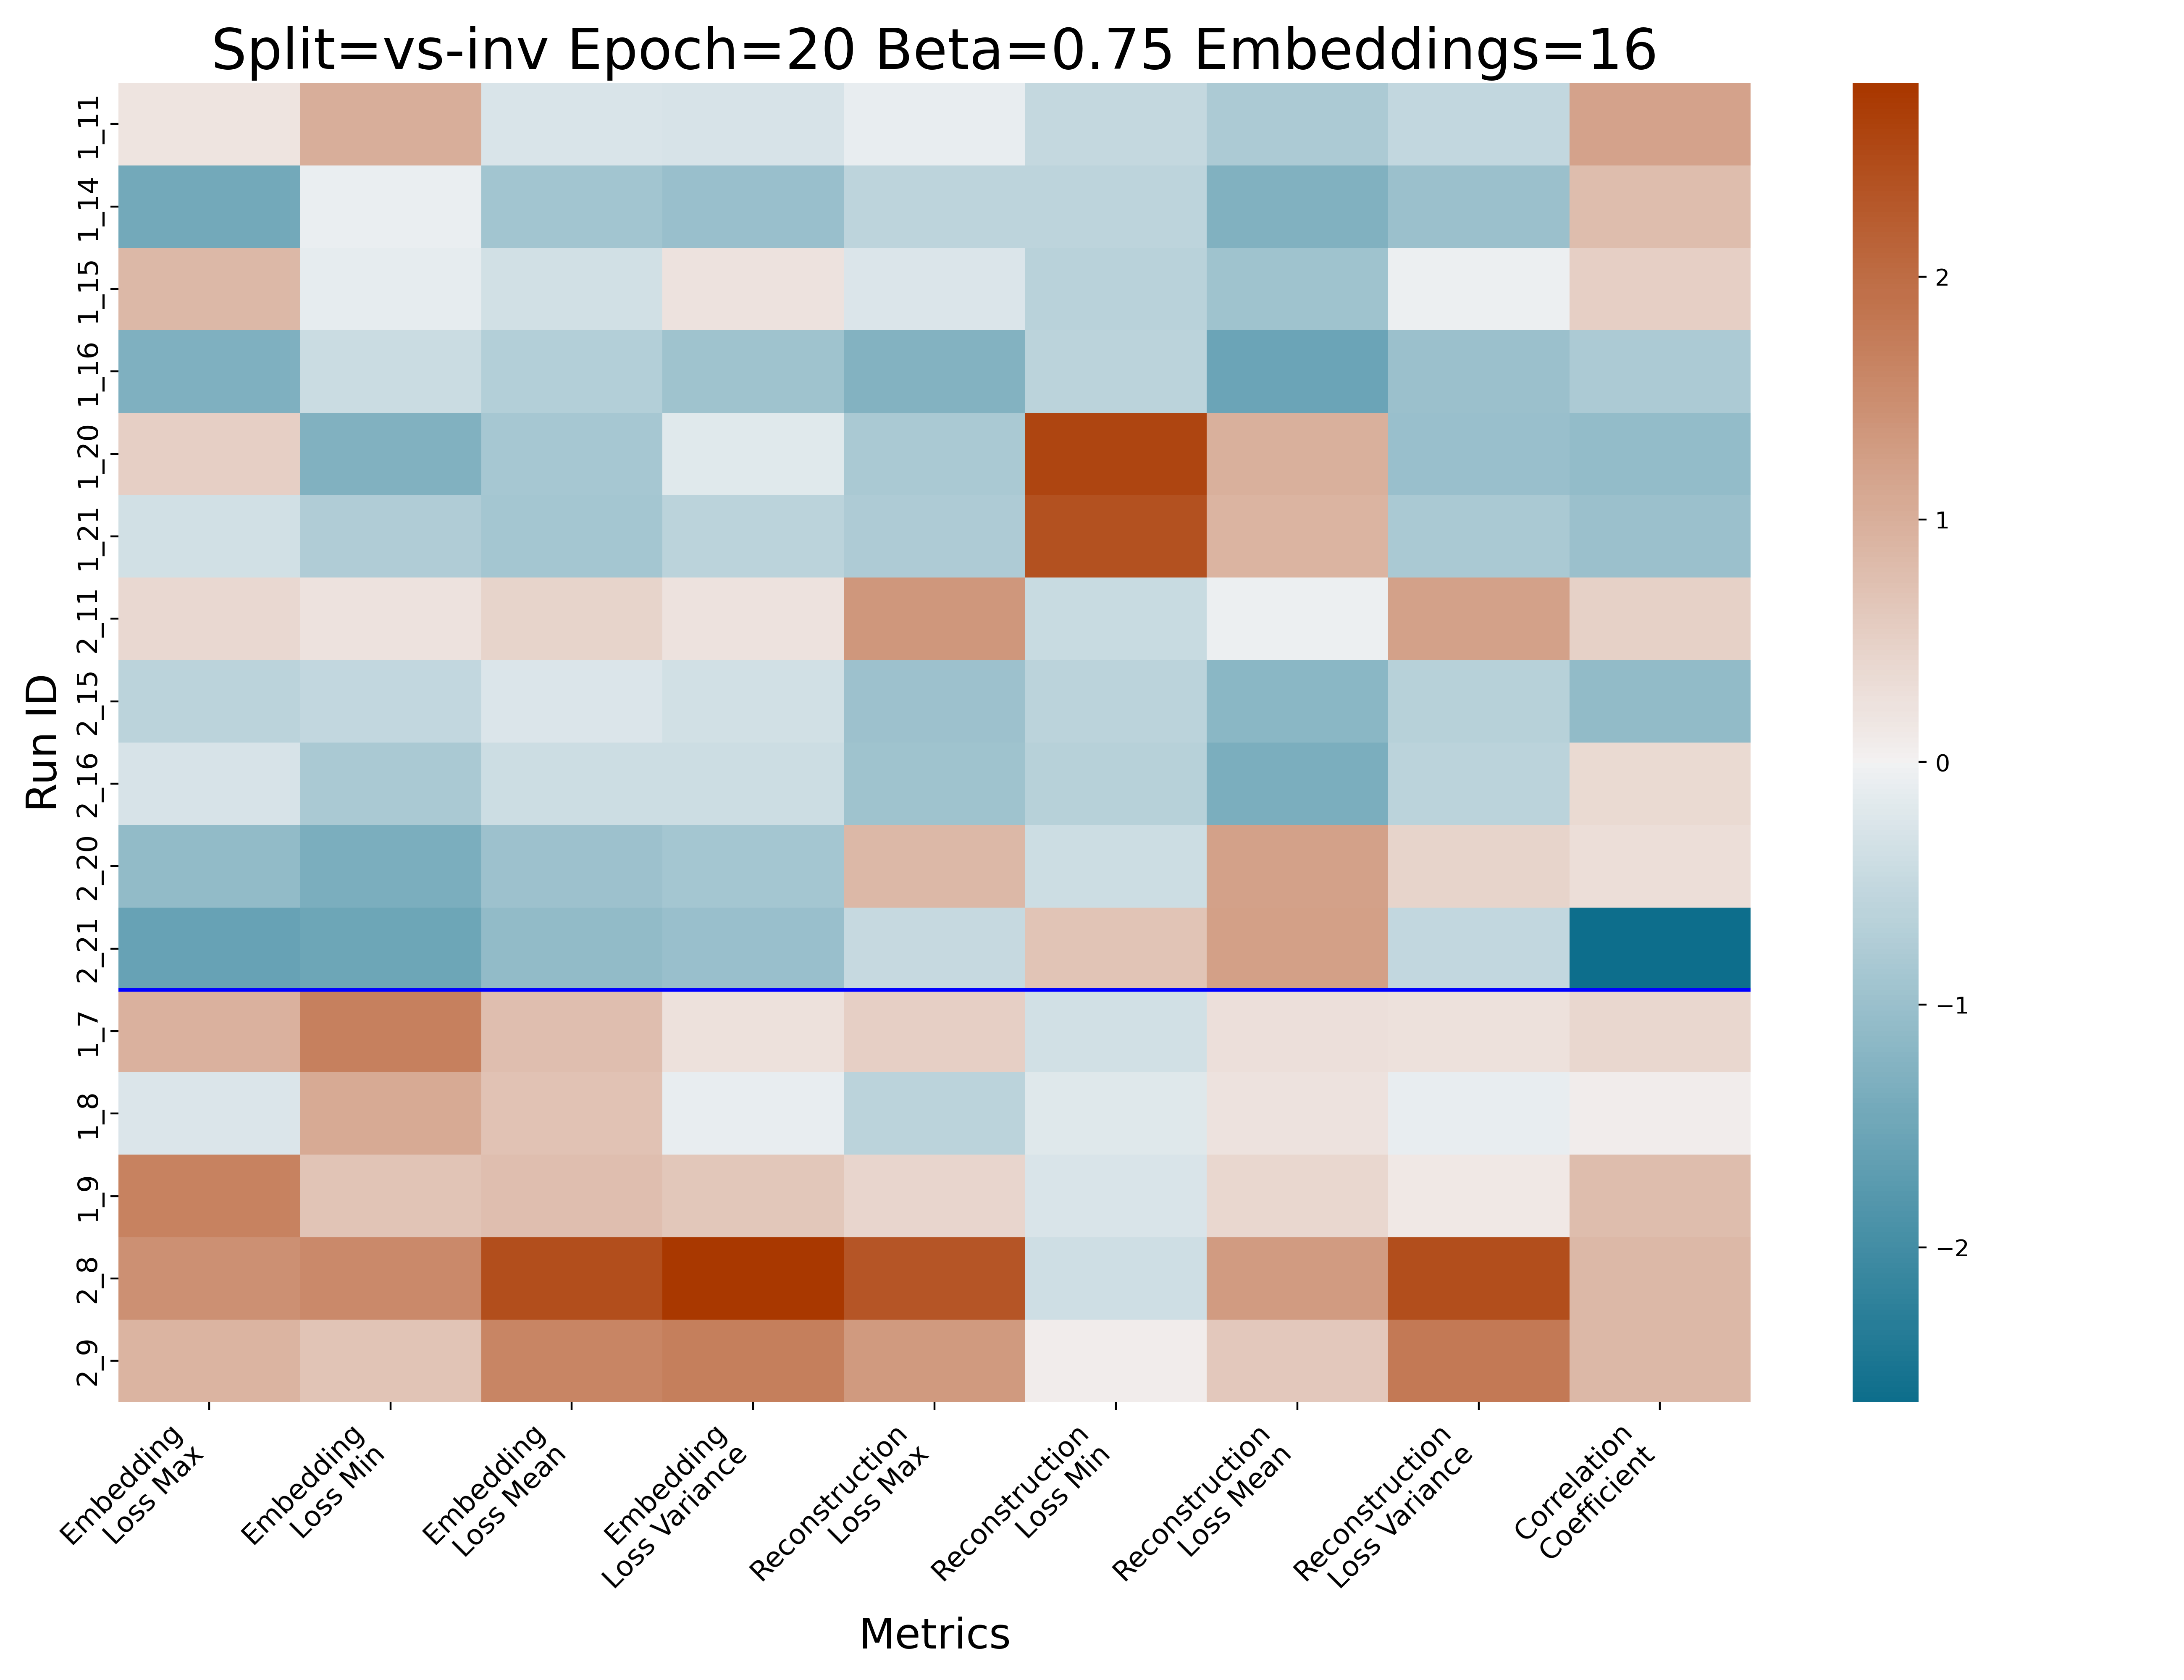 Split=vs-inv Epoch=20 Beta=0.75 Embeddings=16
Run ID
1_11
1_14
1_15
1_16
1_20
1_21
2_11
2_15
2_16
2_20
2_21
1_7
1_8
1_9
2_8
2_9
2
1
0
−1
−2
Embedding
Loss Max
Embedding
Loss Min
Embedding
Loss Mean
Embedding
Loss Variance
Reconstruction
Loss Max
Reconstruction
Loss Min
Reconstruction
Loss Mean
Reconstruction
Loss Variance
Correlation
Coefficient
Metrics